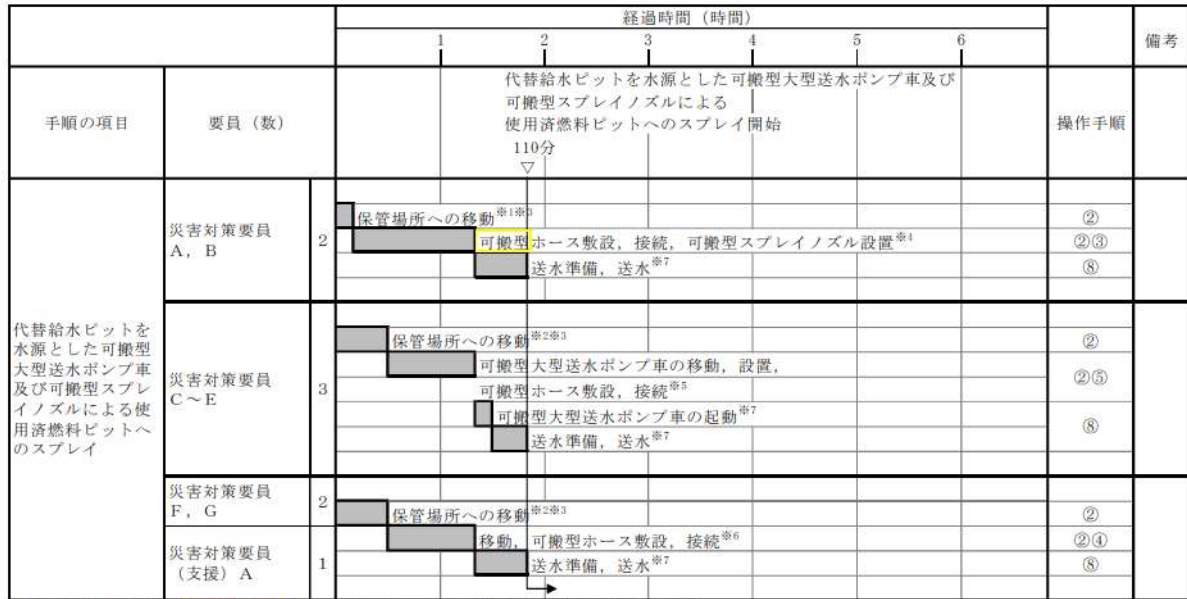 経過時間（時間）
備考
1 2 3 4 5 6
手順の項目
要員（数）
代替給水ピットを水源とした可搬型大型送水ポンプ車及び
可搬型スプレイノズルによる
使用済燃料ピットへのスプレイ開始
110分
▽
操作手順
代替給水ピットを
水源とした可搬型
大型送水ポンプ車
及び可搬型スプレ
イノズルによる使
用済燃料ピットへ
のスプレイ
災害対策要員
A，B
2
保管場所への移動※1※3
②
可搬型ホース敷設，接続，可搬型スプレイノズル設置※4
②③
送水準備，送水※7
⑧
災害対策要員
C～E
3
保管場所への移動※2※3
②
可搬型大型送水ポンプ車の移動，設置，
可搬型ホース敷設，接続※5
②⑤
可搬型大型送水ポンプ車の起動※7
送水準備，送水※7
⑧
災害対策要員
F，G
2
保管場所への移動※2※3
②
災害対策要員
（支援）A
1
移動，可搬型ホース敷設，接続※6
②④
送水準備，送水※7
⑧